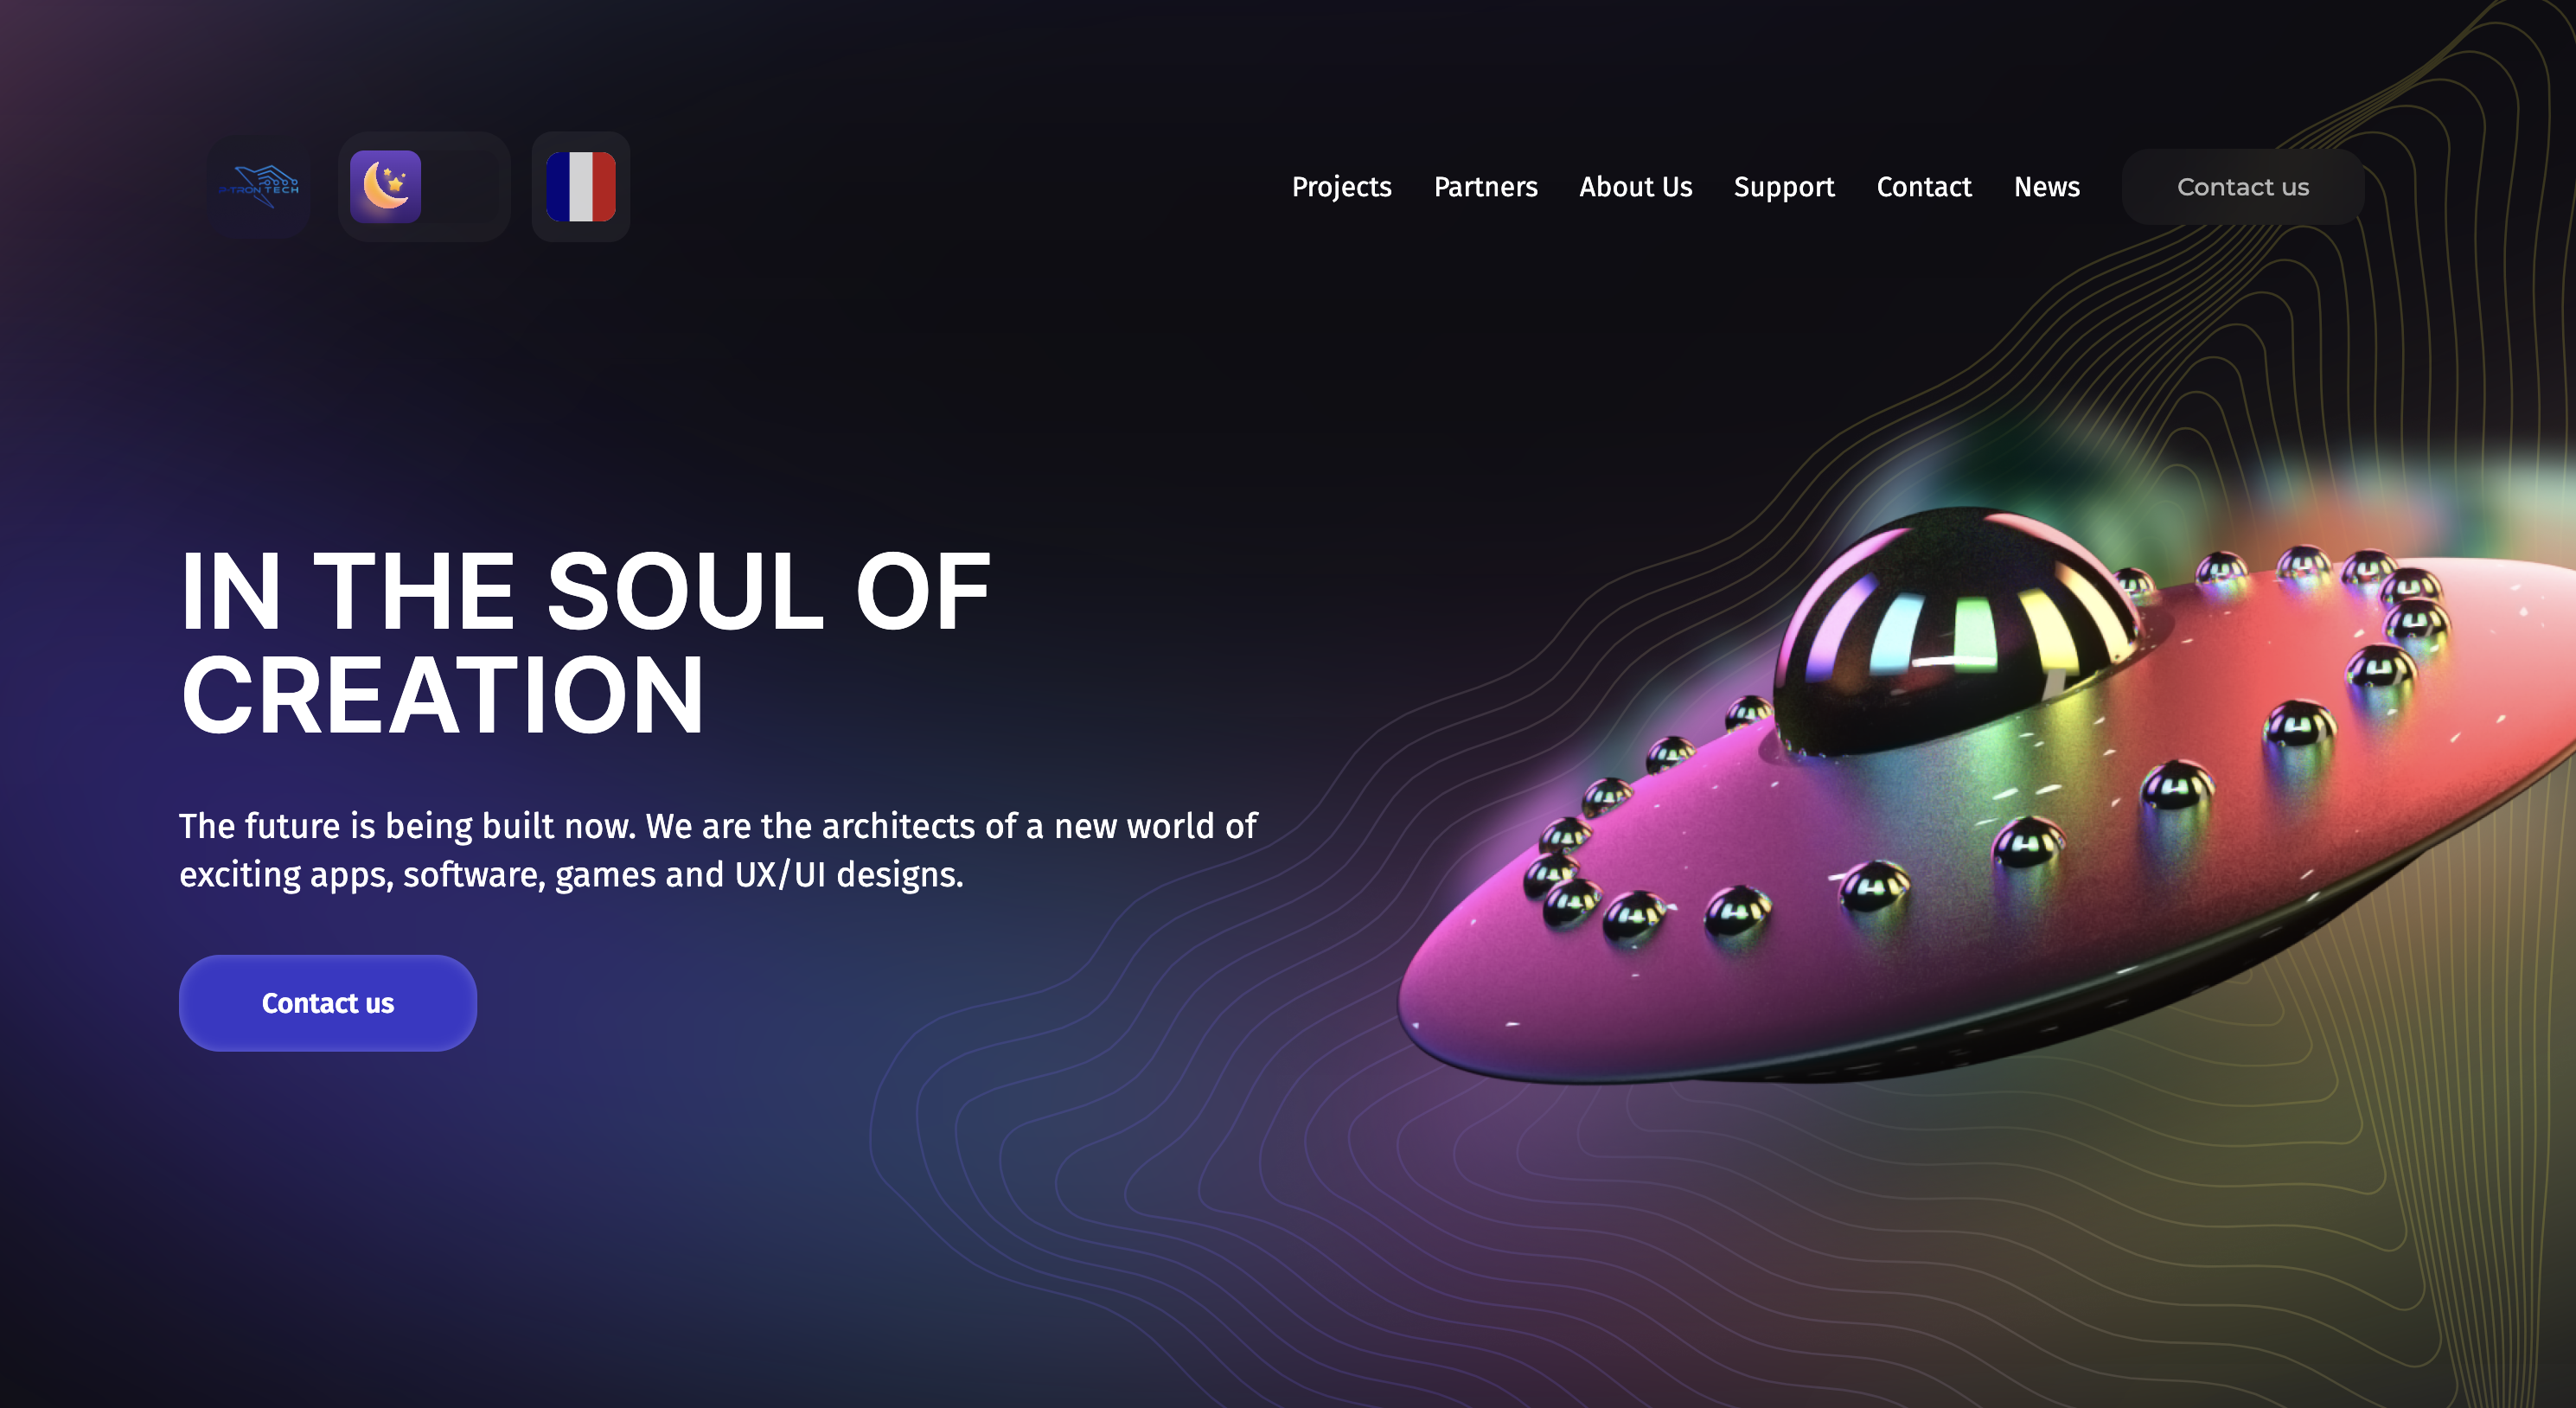 P-TRON TECH
Projects Partners About Us Support Contact News Contact us
IN THE SOUL OF
CREATION
The future is being built now. We are the architects of a new world of
exciting apps, software, games and UX/UI designs.
Contact us